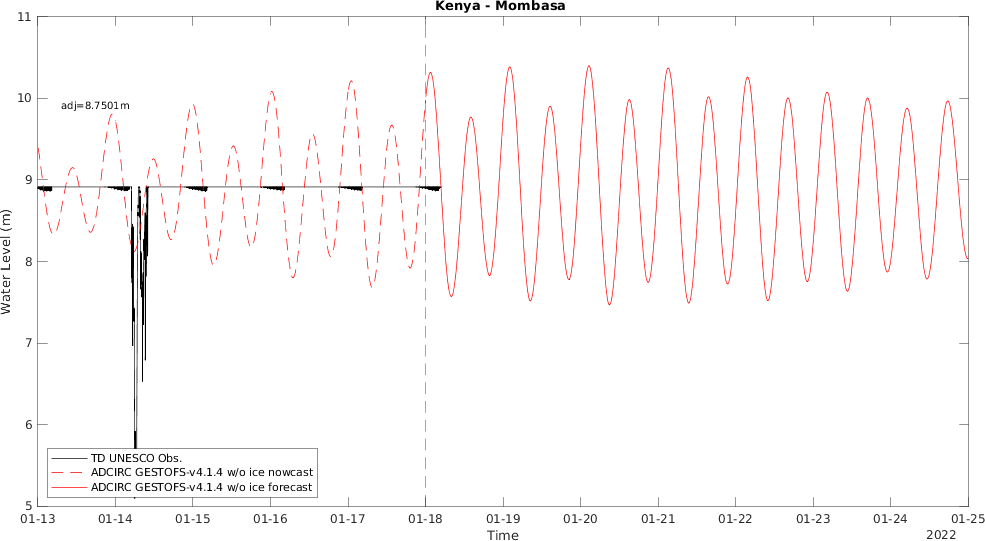 Kenya - Mombasa
11
10
9
8
7
6
5
Water Level (m)
adj=8.7501m
TD UNESCO Obs.
ADCIRC GESTOFS-v4.1.4 w/o ice nowcast
ADCIRC GESTOFS-v4.1.4 w/o ice forecast
01-13 01-14 01-15 01-16 01-17 01-18 01-19 01-20 01-21 01-22 01-23 01-24 01-25
Time
2022